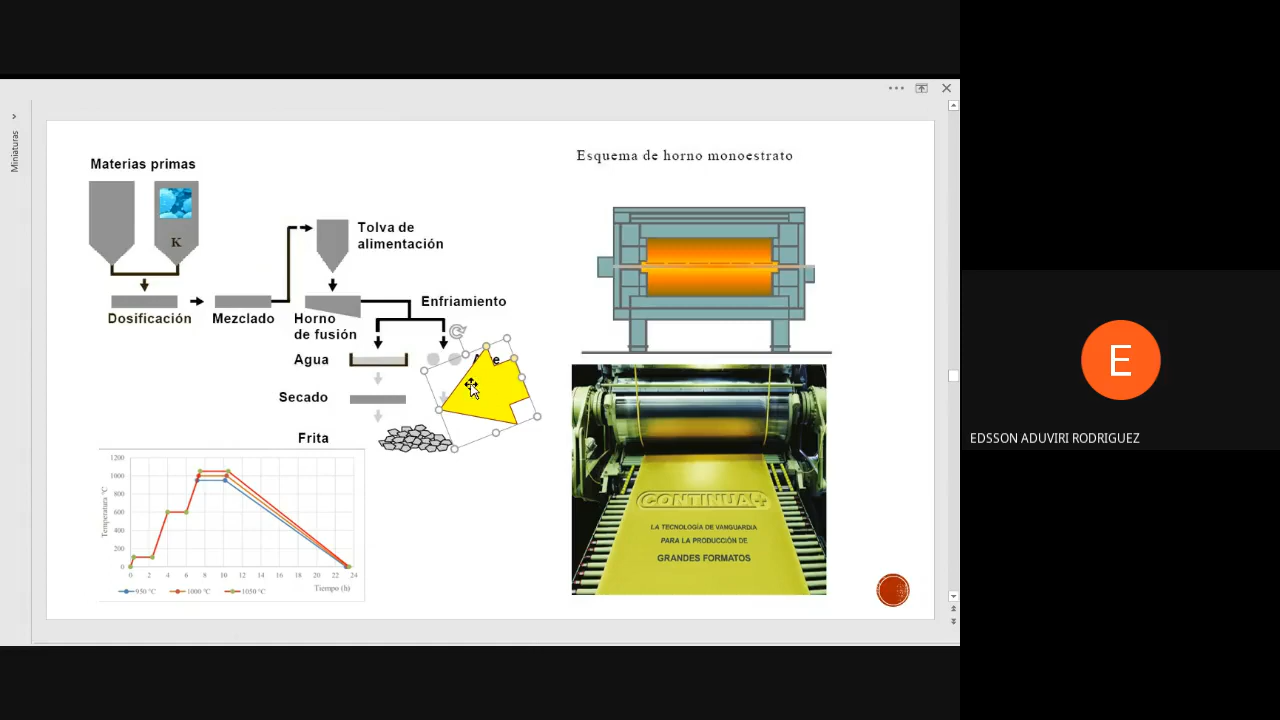 Miniaturas
Materias primas
K
Tolva de
alimentación
Dosificación
Mezclado
Horno
de fusión
Enfriamiento
Agua
Secado
Frita
Temperatura °C
1200
1000
800
600
400
200
0
0 2 4 6 8 10 12 14 16 18 20 22 24
Tiempo (h)
950 °C 1000 °C 1050 °C
Esquema de horno monoestrato
CONTINUA+
LA TECNOLOGÍA DE VANGUARDIA
PARA LA PRODUCCIÓN DE
GRANDES FORMATOS
E
EDSSON ADUVIRI RODRIGUEZ